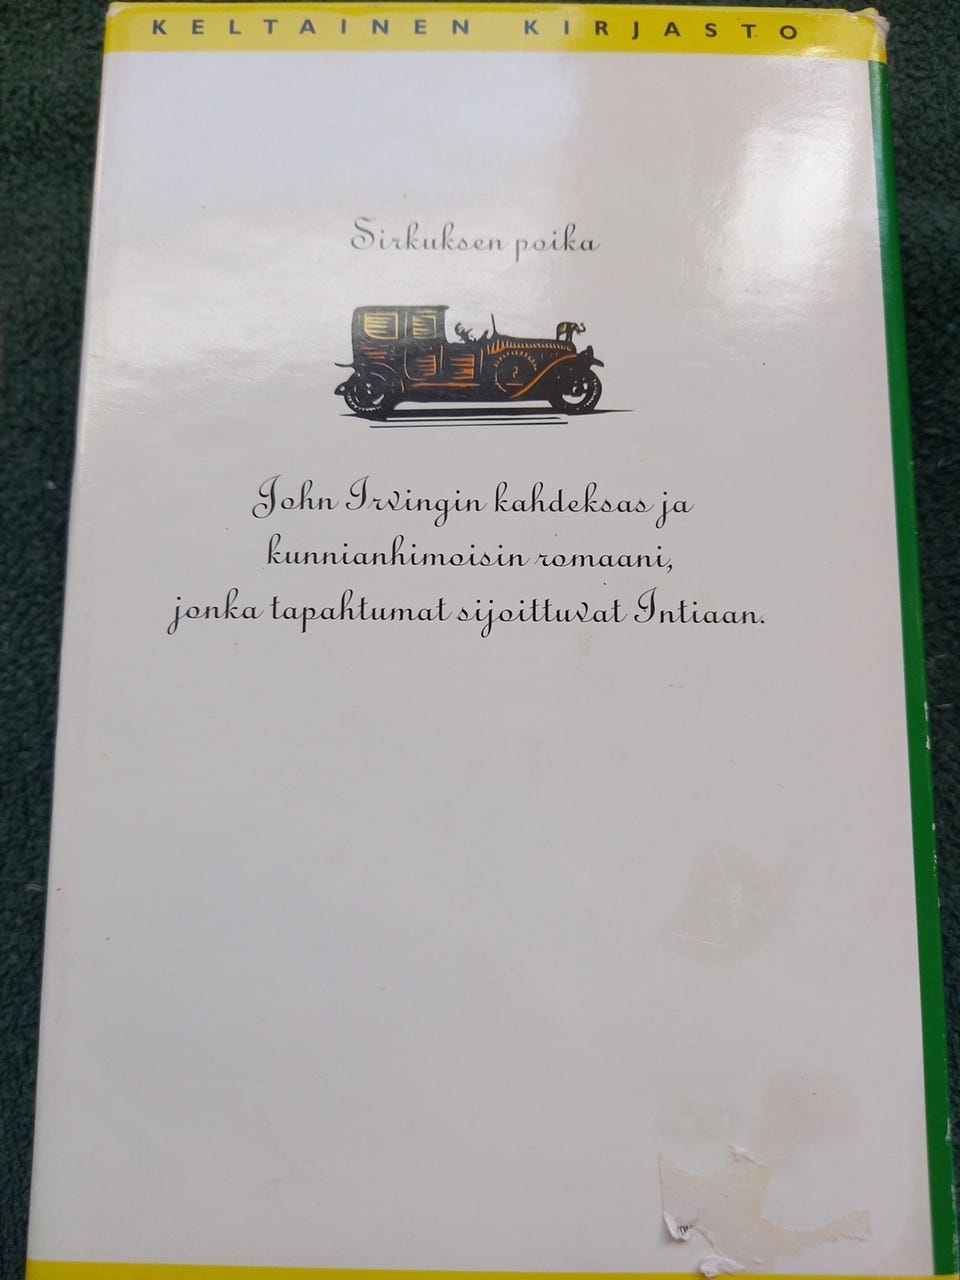 KELTAINEN KIRJASTO
Sirkuksen poika
John Irvingin kahdeksas ja
kunnianhimoisin romaani,
jonka tapahtumat sijoittuvat Intiaan.